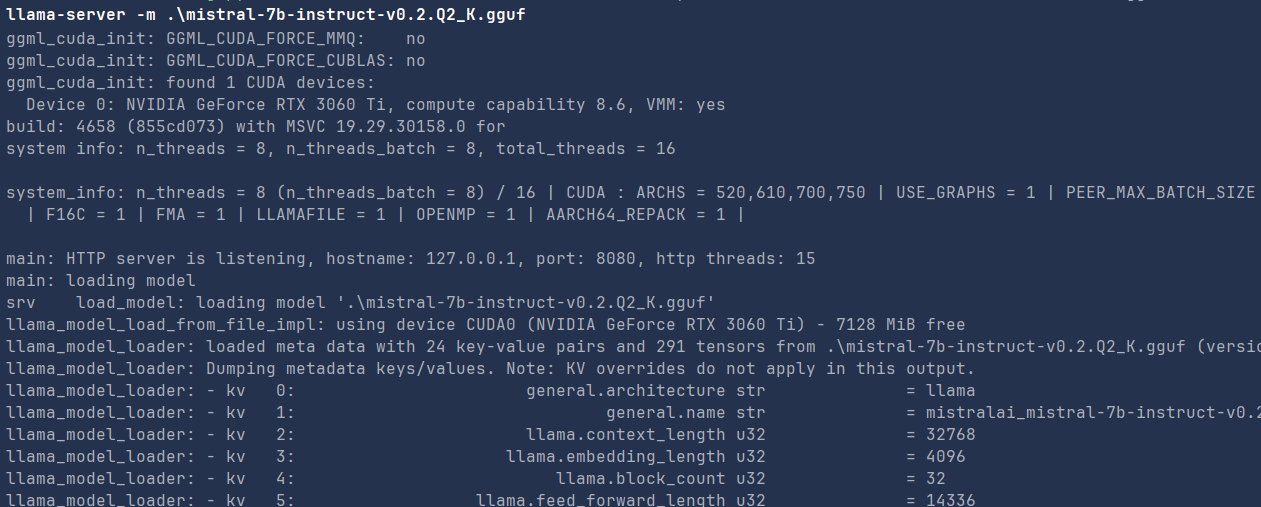 llama-server -m .\mistral-7b-instruct-v0.2.Q2_K.gguf
ggml_cuda_init: GGML_CUDA_FORCE_MMQ:    no
ggml_cuda_init: GGML_CUDA_FORCE_CUBLAS: no
ggml_cuda_init: found 1 CUDA devices:
  Device 0: NVIDIA GeForce RTX 3060 Ti, compute capability 8.6, VMM: yes
build: 4658 (855cd073) with MSVC 19.29.30158.0 for
system info: n_threads = 8, n_threads_batch = 8, total_threads = 16
system_info: n_threads = 8 (n_threads_batch = 8) / 16 | CUDA : ARCHS = 520,610,700,750 | USE_GRAPHS = 1 | PEER_MAX_BATCH_SIZE
  | F16C = 1 | FMA = 1 | LLAMAFILE = 1 | OPENMP = 1 | AARCH64_REPACK = 1 |
main: HTTP server is listening, hostname: 127.0.0.1, port: 8080, http threads: 15
main: loading model
srv    load_model: loading model '.\mistral-7b-instruct-v0.2.Q2_K.gguf'
llama_model_load_from_file_impl: using device CUDA0 (NVIDIA GeForce RTX 3060 Ti) - 7128 MiB free
llama_model_loader: loaded meta data with 24 key-value pairs and 291 tensors from .\mistral-7b-instruct-v0.2.Q2_K.gguf (versio
llama_model_loader: Dumping metadata keys/values. Note: KV overrides do not apply in this output.
llama_model_loader: - kv   0:                       general.architecture str              = llama
llama_model_loader: - kv   1:                               general.name str              = mistralai_mistral-7b-instruct-v0.2
llama_model_loader: - kv   2:                       llama.context_length u32              = 32768
llama_model_loader: - kv   3:                     llama.embedding_length u32              = 4096
llama_model_loader: - kv   4:                          llama.block_count u32              = 32
llama_model_loader: - kv   5:                  llama.feed_forward_length u32              = 14336